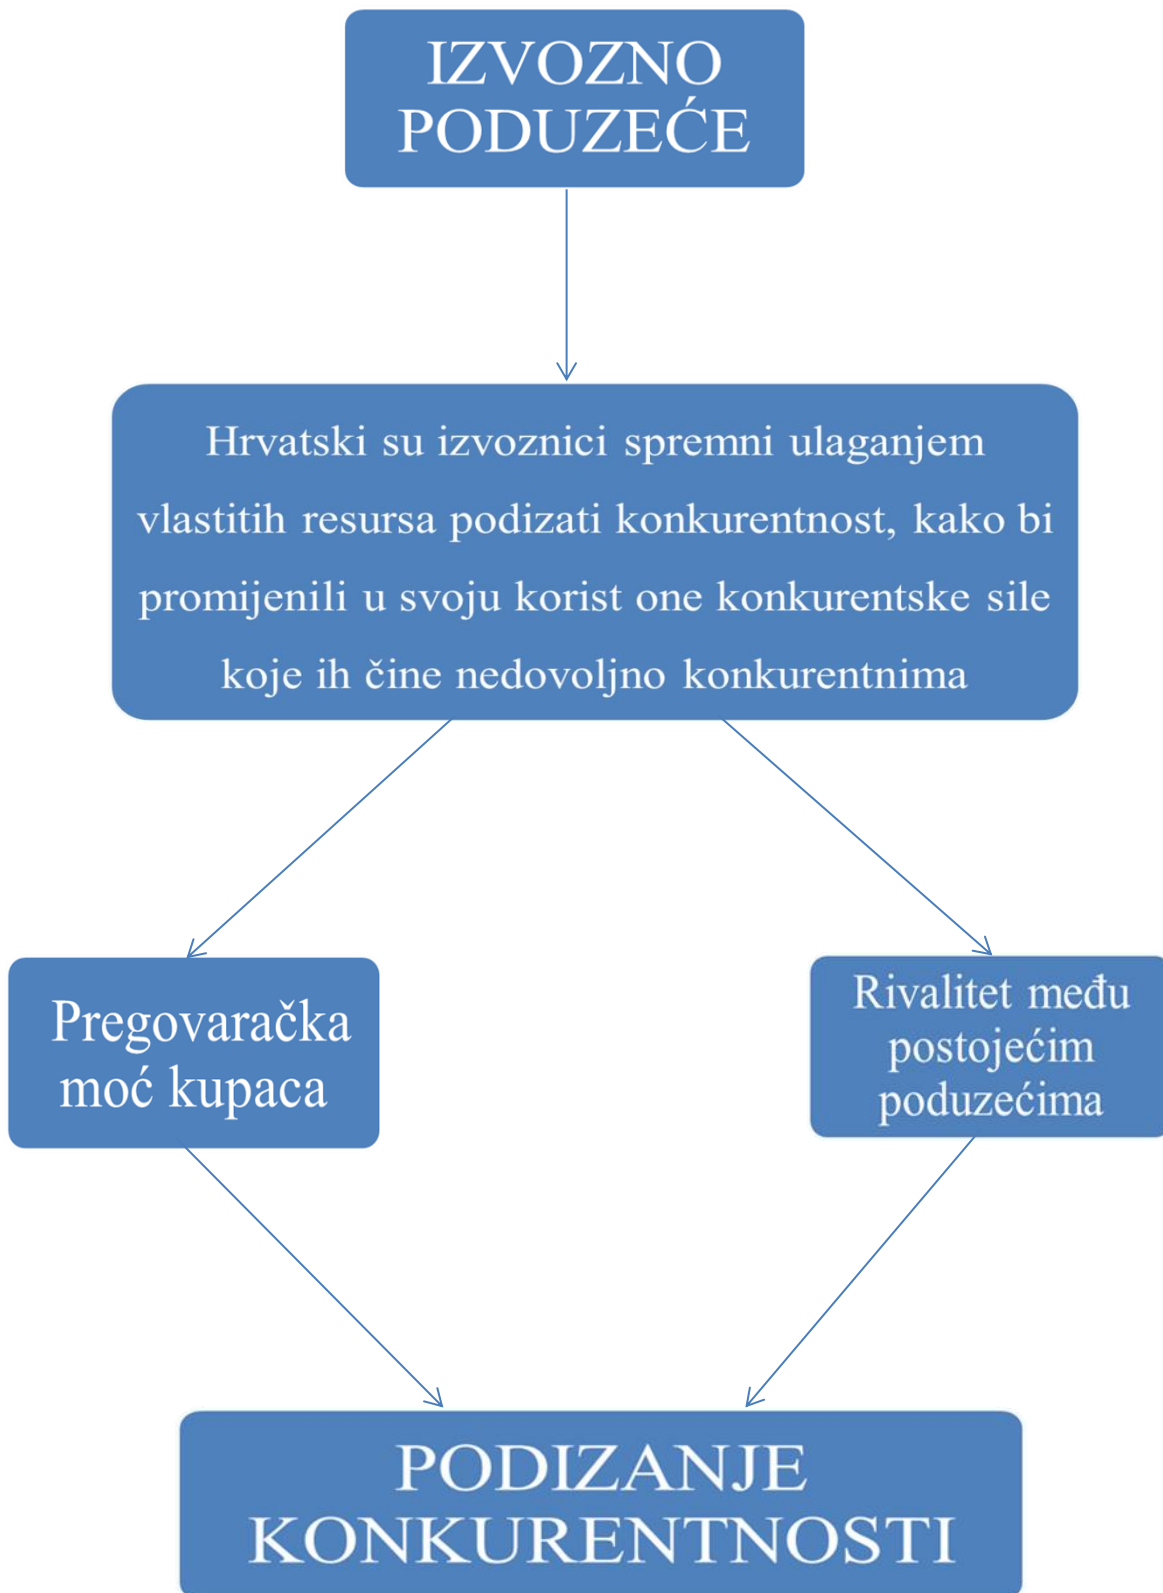 IZVOZNO
PODUZEĆE
Hrvatski su izvoznici spremni ulaganjem
vlastitih resursa podizati konkurentnost, kako bi
promijenili u svoju korist one konkurentske sile
koje ih čine nedovoljno konkurentnima
Pregovaračka
moć kupaca
Rivalitet među
postojećim
poduzećima
PODIZANJE
KONKURENTNOSTI